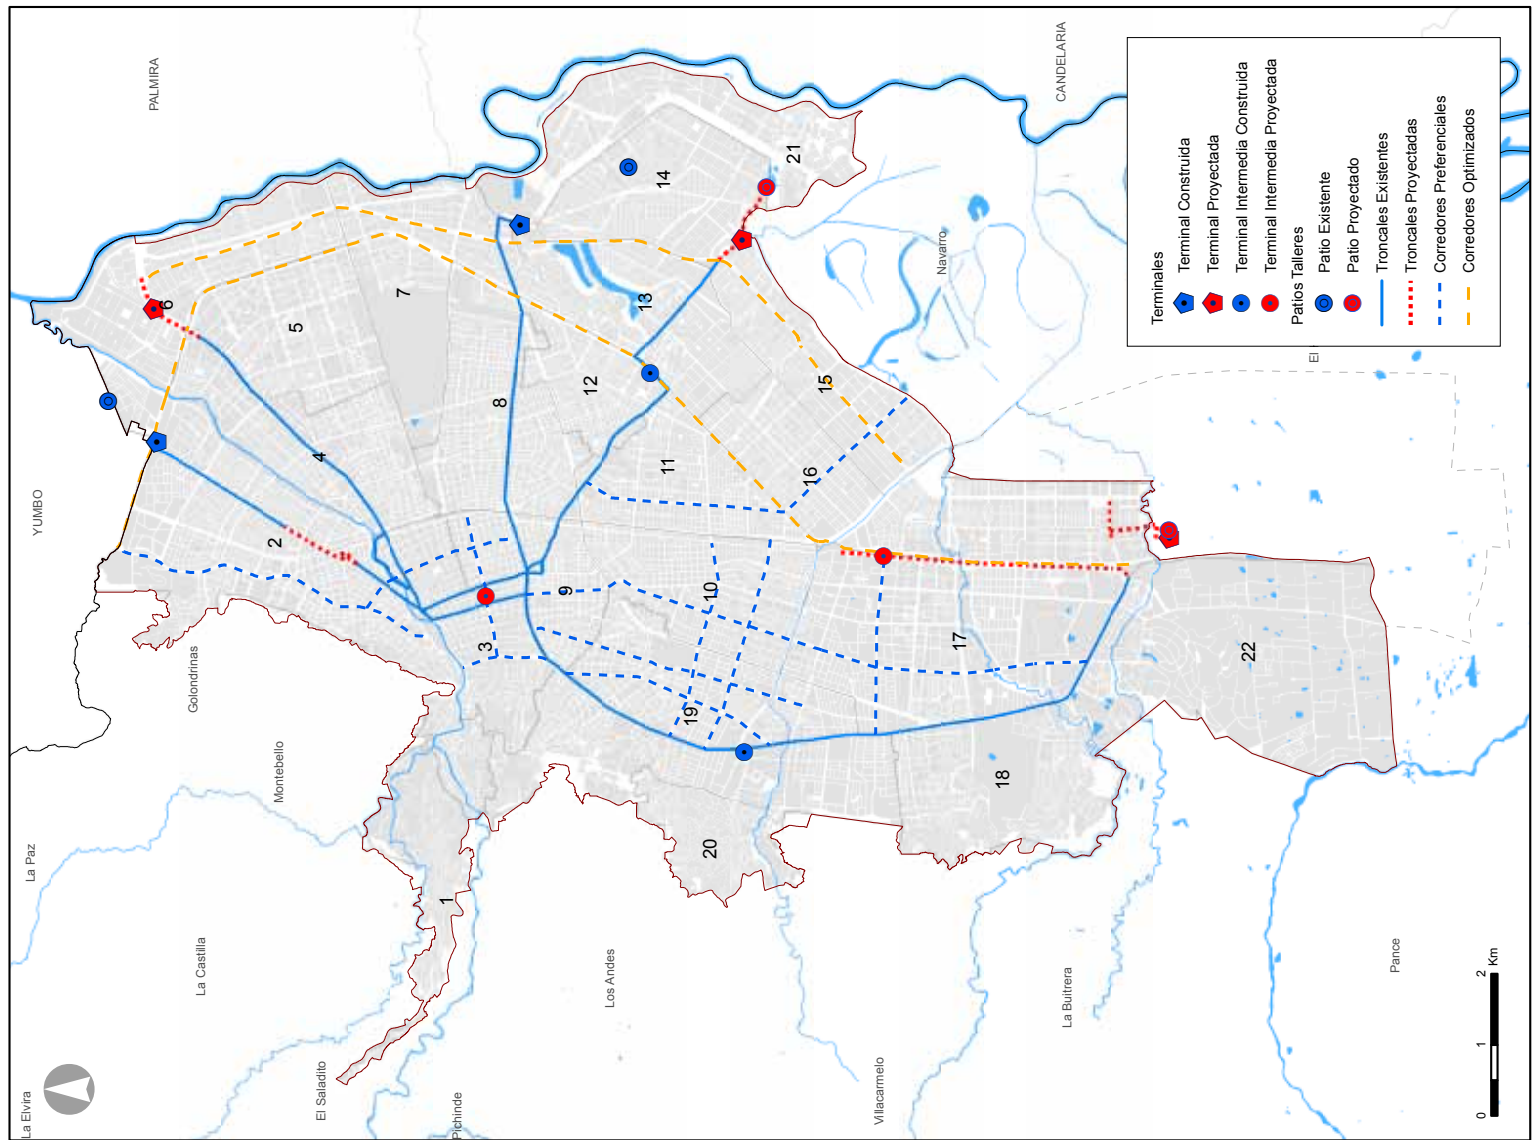 PALMIRA
CANDELARIA
YUMBO
Golondrinas
Montebello
La Paz
La Castilla
La Elvira
El Saladito
Pichinde
Los Andes
Villacarmelo
La Buitrera
Pance
Navarro
El
1
2
3
4
5
6
7
8
9
10
11
12
13
14
15
16
17
18
19
20
21
22
Terminales
Terminal Construida
Terminal Proyectada
Terminal Intermedia Construida
Terminal Intermedia Proyectada
Patios Talleres
Patio Existente
Patio Proyectado
Troncales Existentes
Troncales Proyectadas
Corredores Preferenciales
Corredores Optimizados
0 1 2 Km